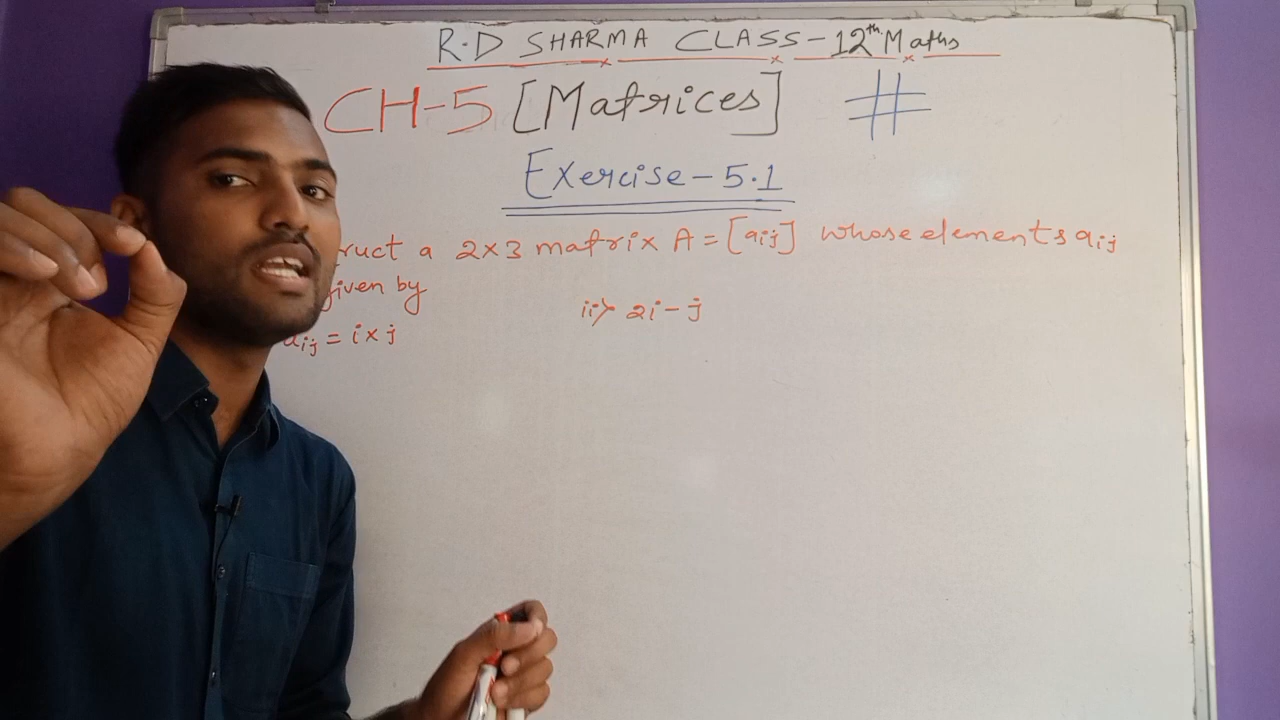 R.D SHARMA CLASS-12th Maths
CH-5 [Matrices] #
Exercise-5.1
ruct a 2×3 matrix A=[aij] whose elements aij
given by
aij = i×j ii> 2i-j